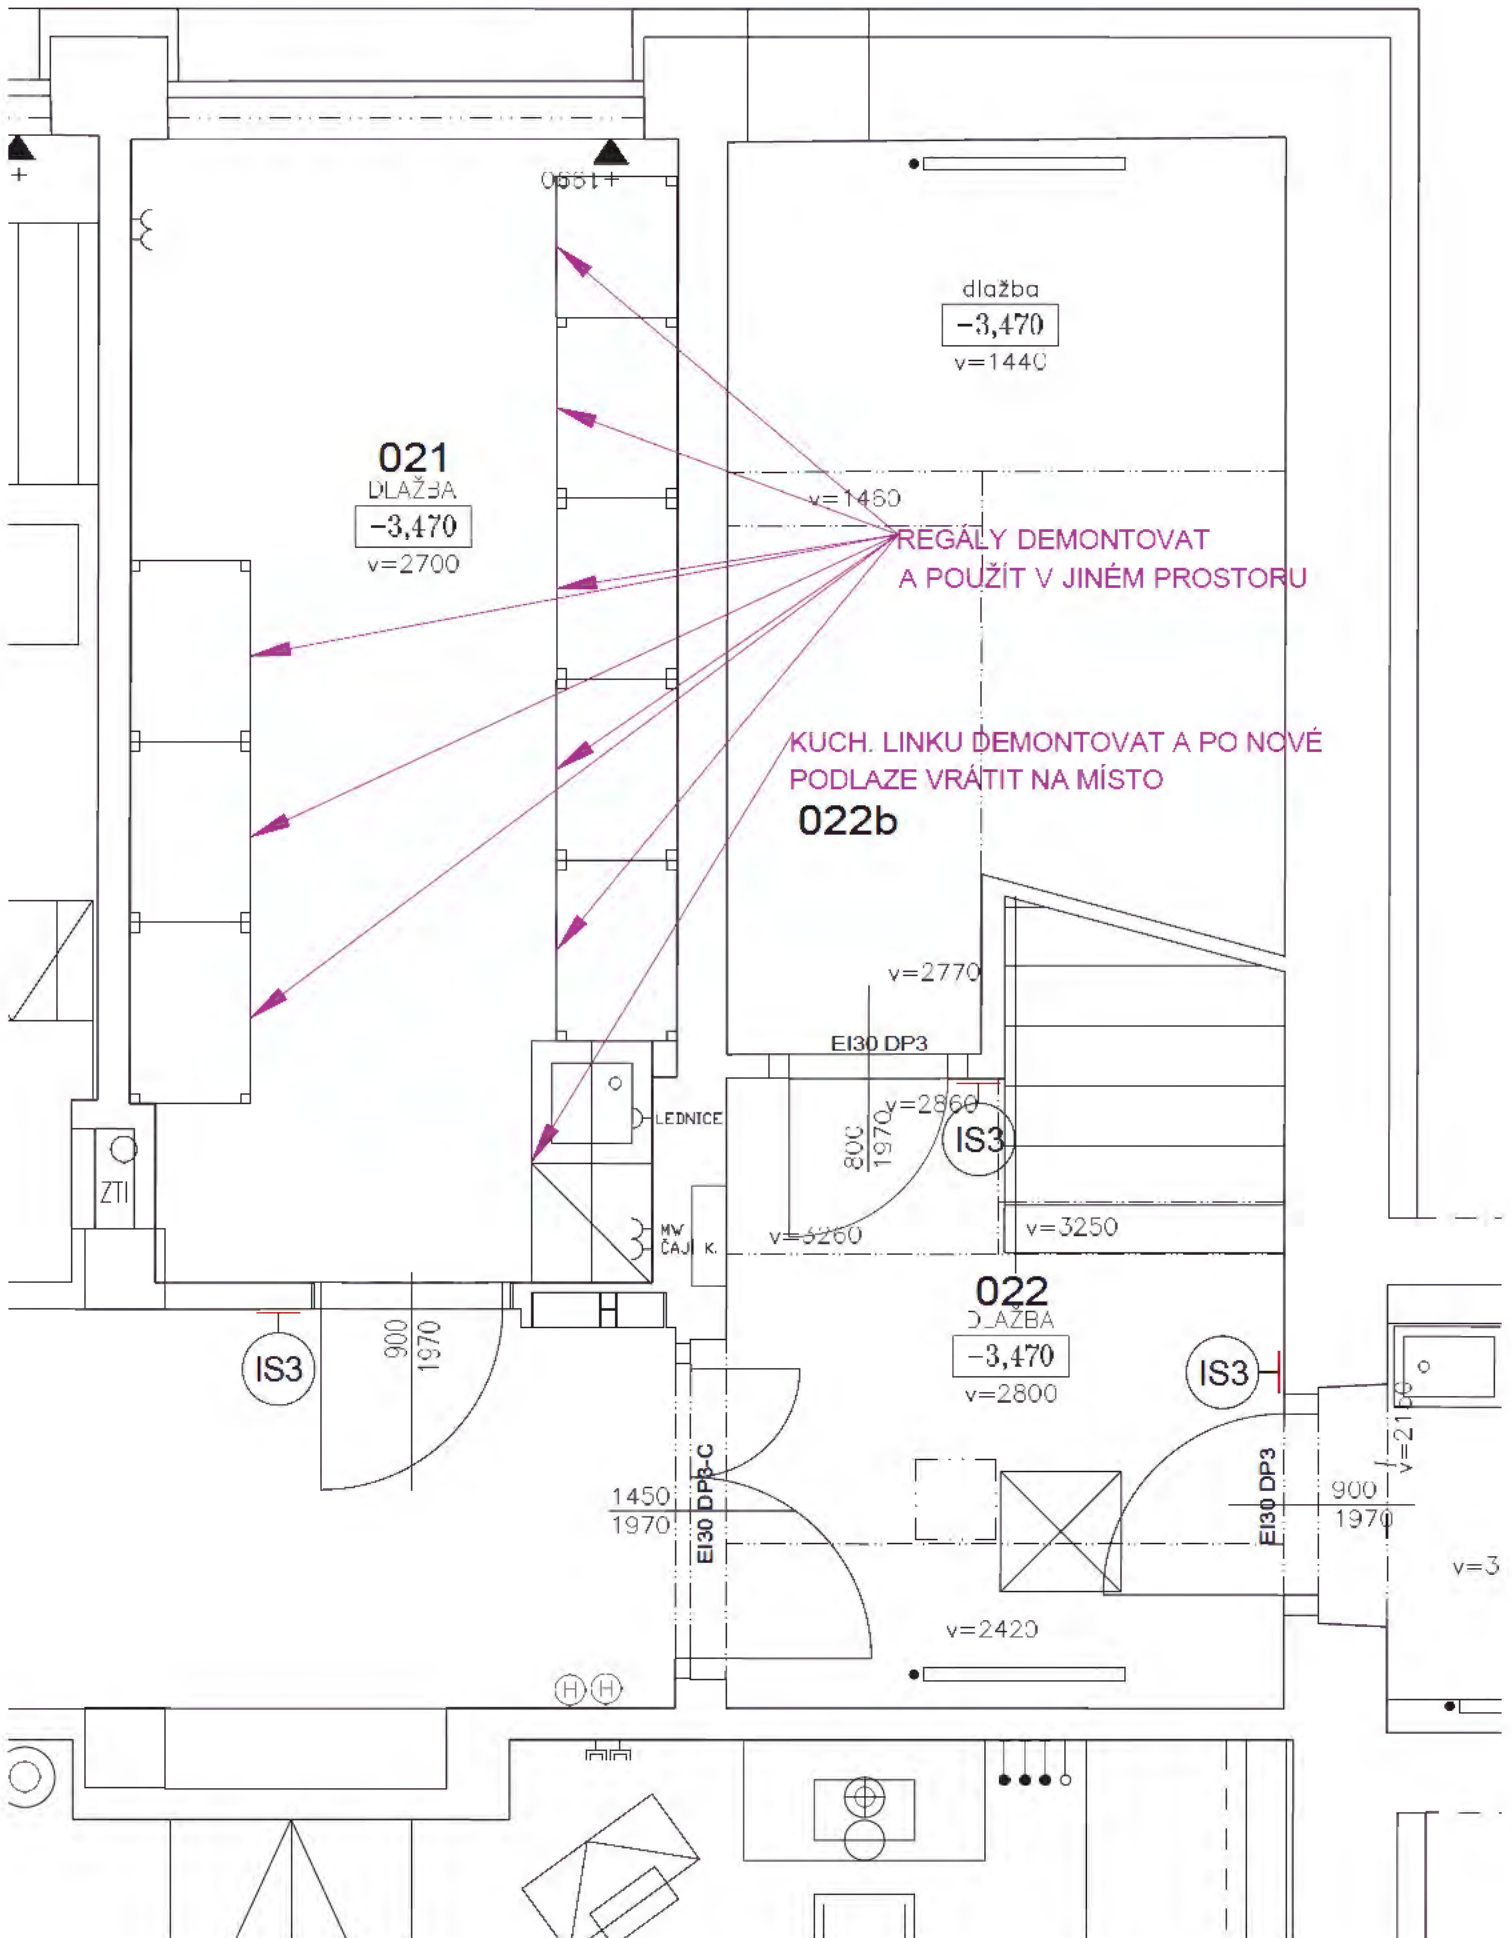 +1990
+
dlažba
-3,470
v=1440
021
DLAŽBA
-3,470
v=2700
v=1460
REGÁLY DEMONTOVAT
A POUŽÍT V JINÉM PROSTORU
KUCH. LINKU DEMONTOVAT A PO NOVÉ
PODLAZE VRÁTIT NA MÍSTO
022b
v=2770
EI30 DP3
v=2860
800
1970
IS3
LEDNICE
ZTI
MW
ČAJ K.
v=3260
v=3250
022
DLAŽBA
-3,470
v=2800
900
1970
IS3
IS3
v=2150
EI30 DP3-C
EI30 DP3
1450
1970
900
1970
v=3
v=2420
H H